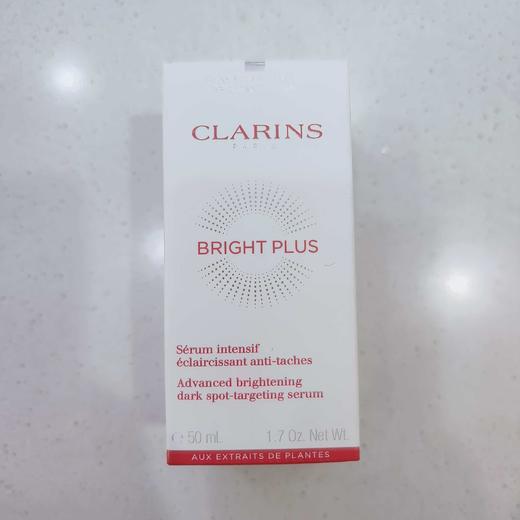 CLARINS
PARIS
BRIGHT PLUS
Sérum intensif
éclaircissant anti-taches
Advanced brightening
dark spot-targeting serum
℮ 50 mL 1.7 Oz. Net Wt.
AUX EXTRAITS DE PLANTES